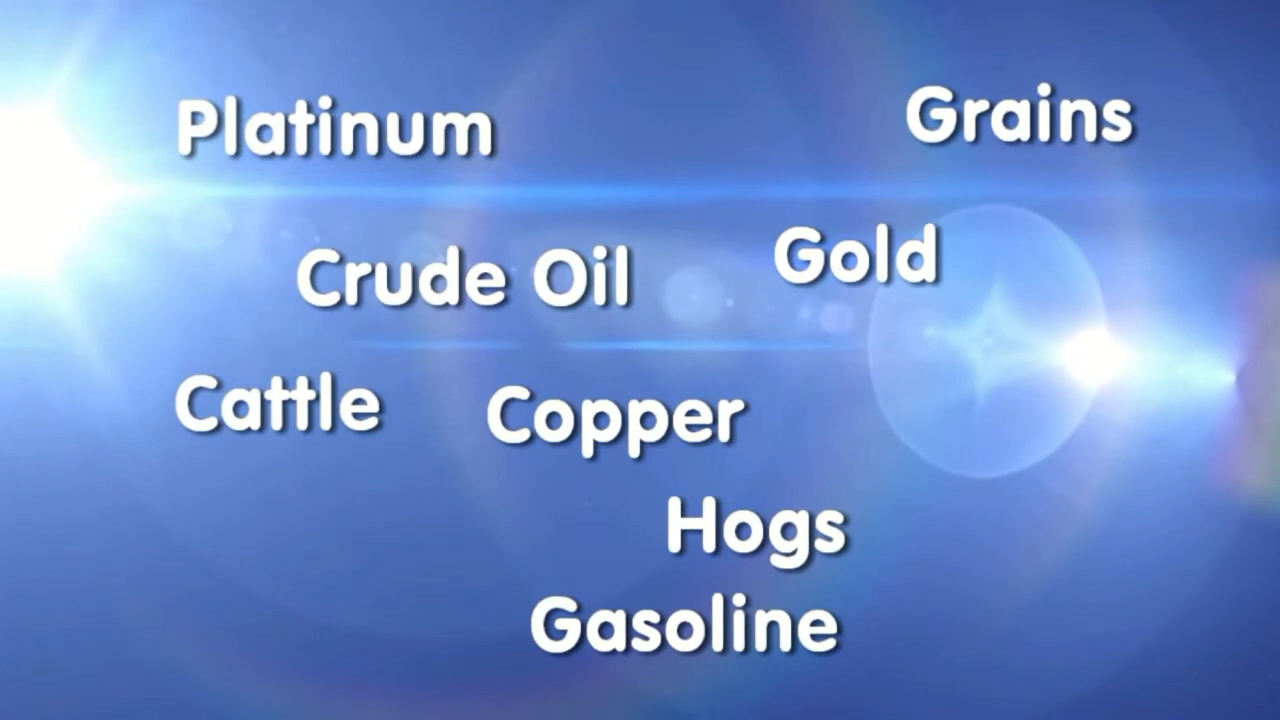 Platinum
Grains
Crude Oil
Gold
Cattle
Copper
Hogs
Gasoline